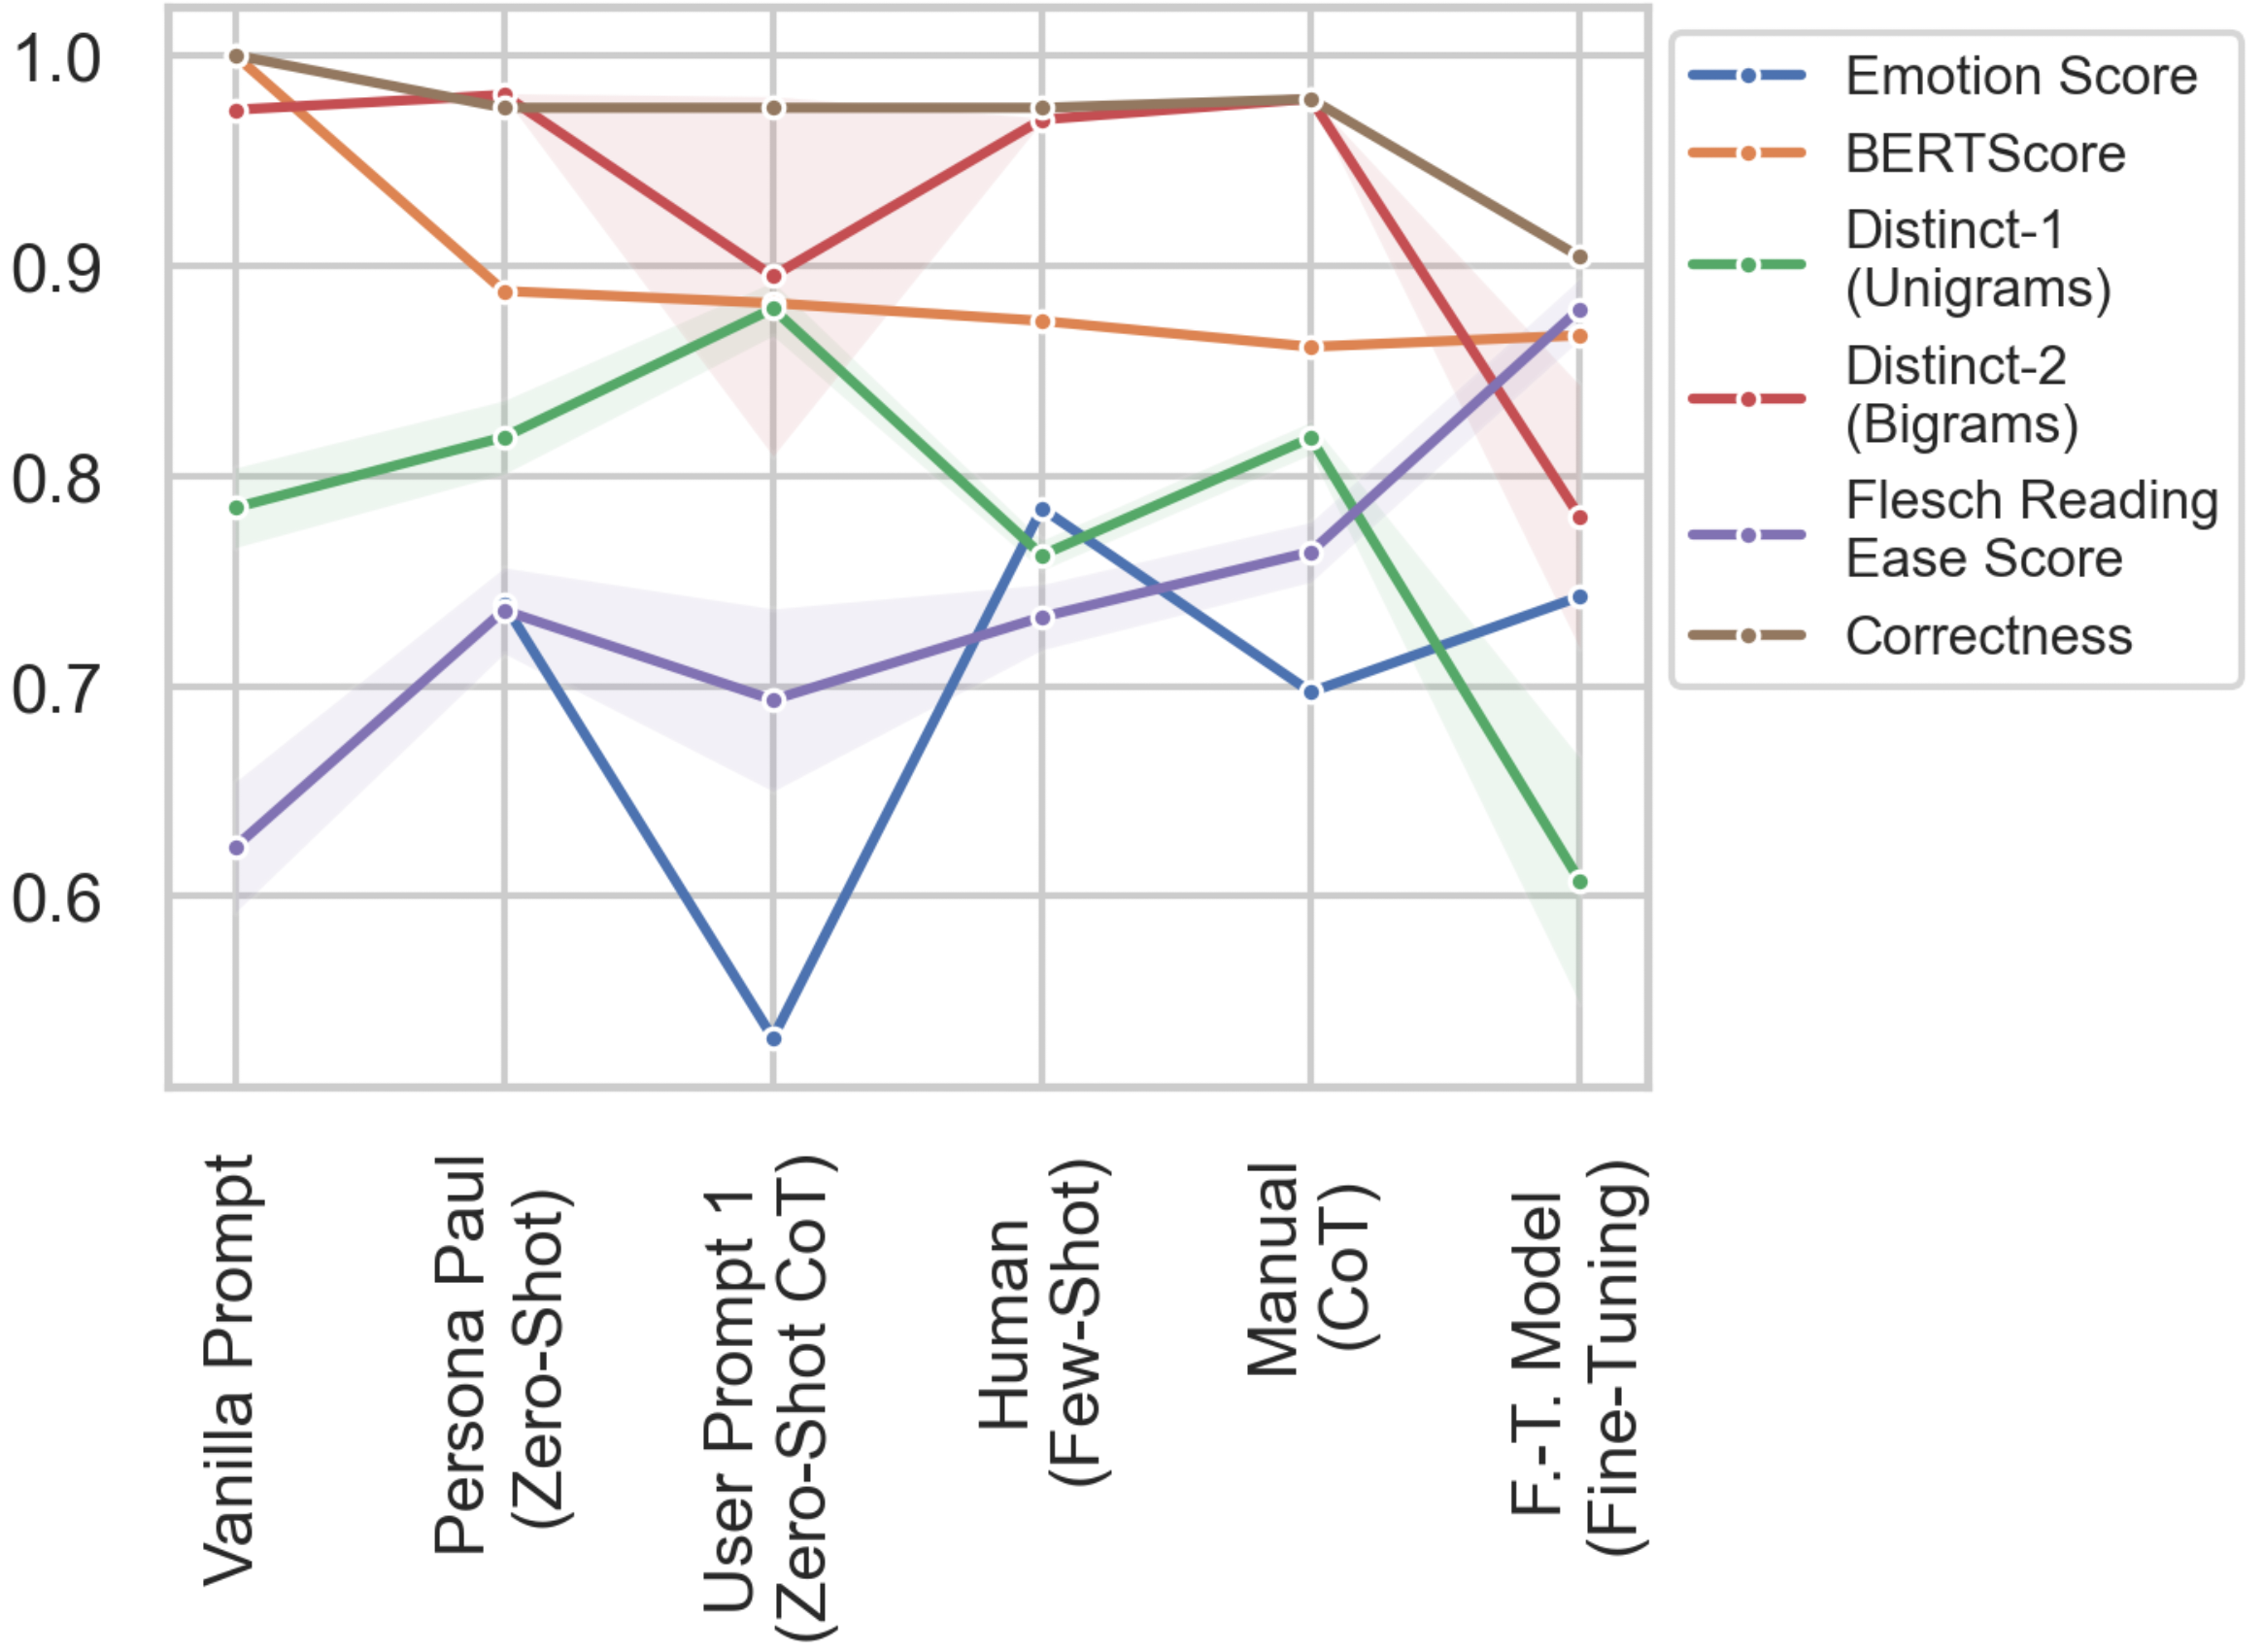 1.0
0.9
0.8
0.7
0.6
Emotion Score
BERTScore
Distinct-1
(Unigrams)
Distinct-2
(Bigrams)
Flesch Reading
Ease Score
Correctness
Vanilla Prompt
Persona Paul
(Zero-Shot)
User Prompt 1
(Zero-Shot CoT)
Human
(Few-Shot)
Manual
(CoT)
F.-T. Model
(Fine-Tuning)